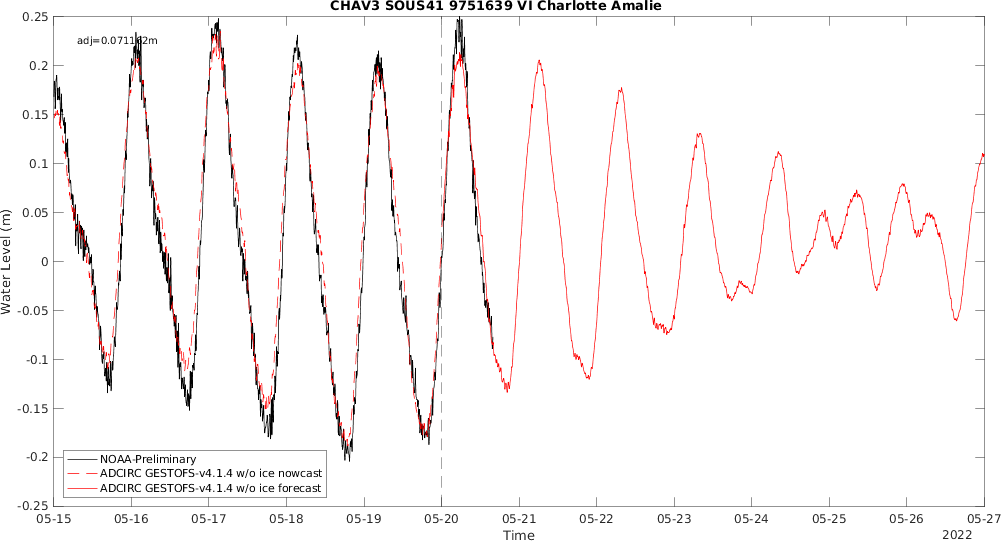 CHAV3 SOUS41 9751639 VI Charlotte Amalie
0.25
0.2
0.15
0.1
0.05
0
-0.05
-0.1
-0.15
-0.2
-0.25
Water Level (m)
adj=0.071162m
NOAA-Preliminary
ADCIRC GESTOFS-v4.1.4 w/o ice nowcast
ADCIRC GESTOFS-v4.1.4 w/o ice forecast
05-15 05-16 05-17 05-18 05-19 05-20 05-21 05-22 05-23 05-24 05-25 05-26 05-27
Time
2022